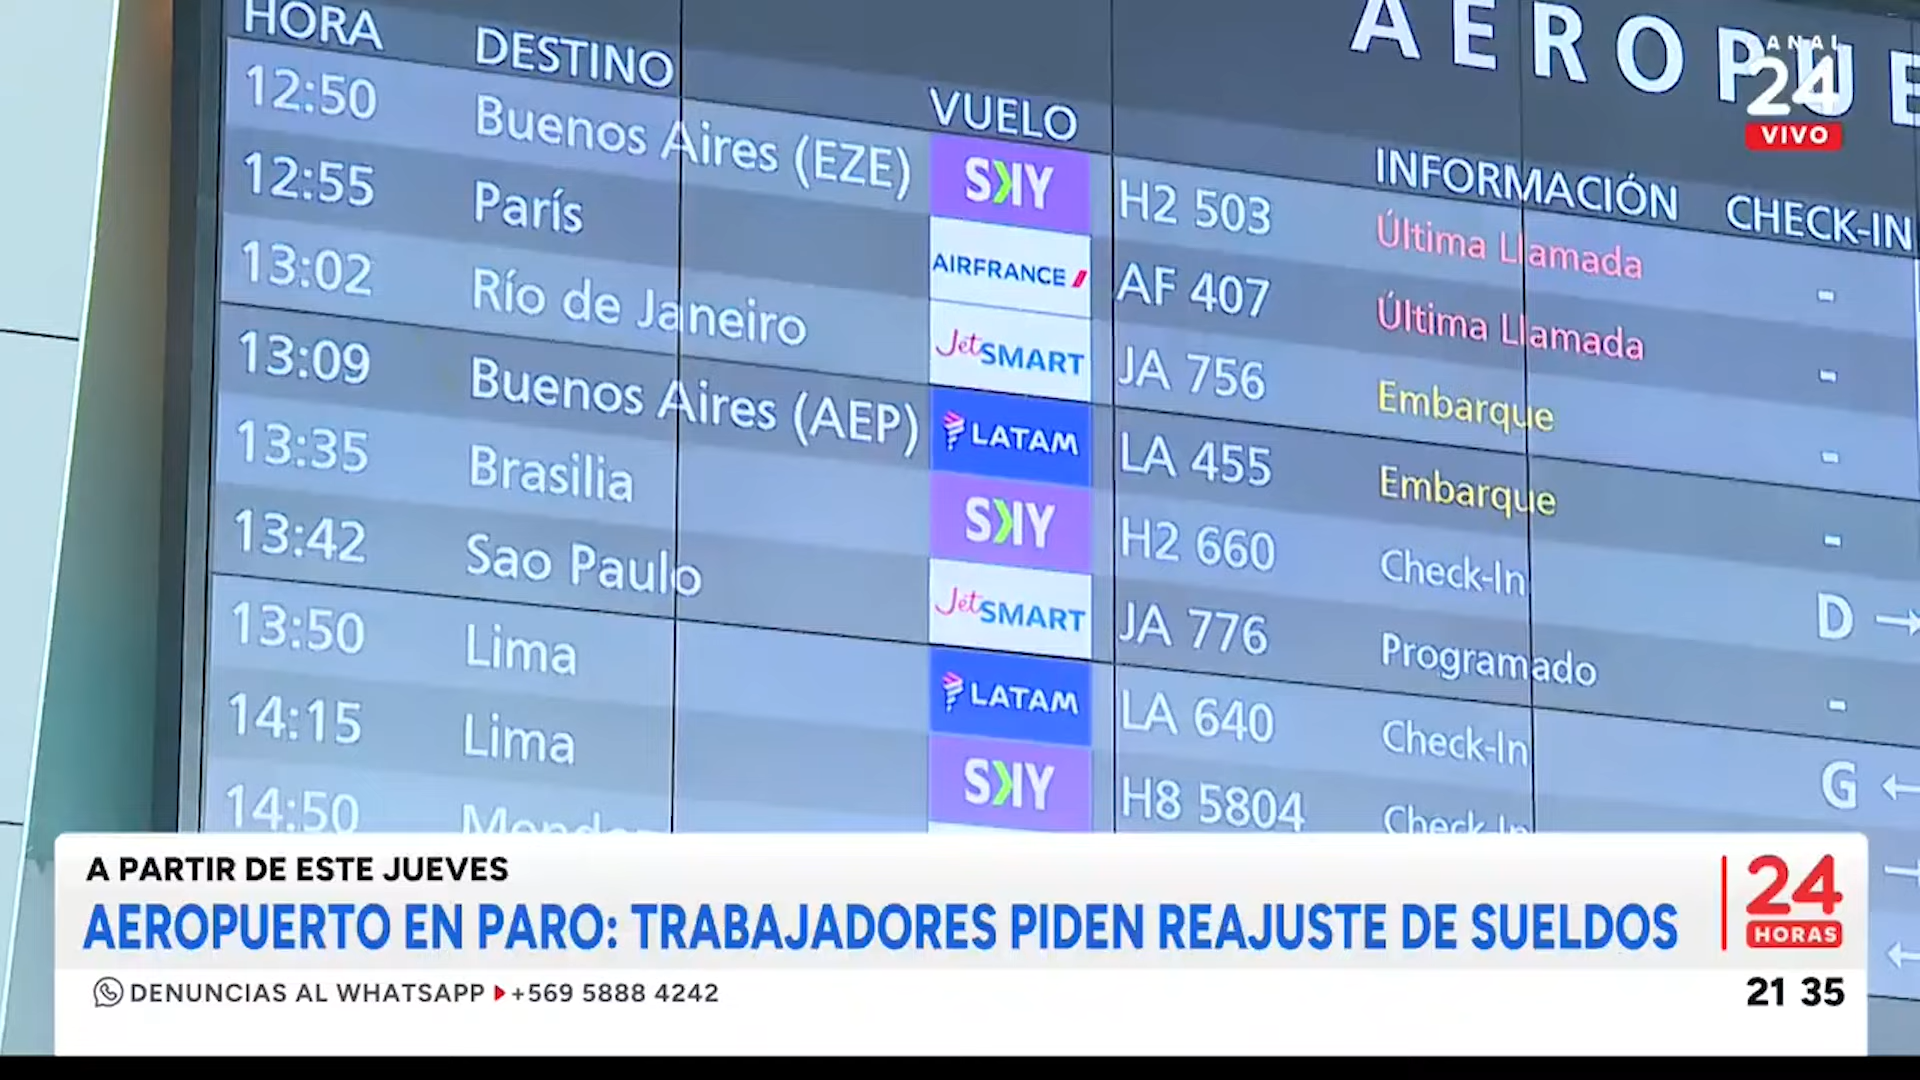 AEROPUE
CANAL
24
VIVO
HORA DESTINO VUELO INFORMACIÓN CHECK-IN
12:50 Buenos Aires (EZE) SKY H2 503 Última Llamada -
12:55 París AIRFRANCE AF 407 Última Llamada -
13:02 Río de Janeiro JetSMART JA 756 Embarque -
13:09 Buenos Aires (AEP) LATAM LA 455 Embarque -
13:35 Brasilia SKY H2 660 Check-In D →
13:42 Sao Paulo JetSMART JA 776 Programado -
13:50 Lima LATAM LA 640 Check-In G ←
14:15 Lima SKY H8 5804 Check-In
14:50
A PARTIR DE ESTE JUEVES
AEROPUERTO EN PARO: TRABAJADORES PIDEN REAJUSTE DE SUELDOS
24
HORAS
DENUNCIAS AL WHATSAPP +569 5888 4242
21 35